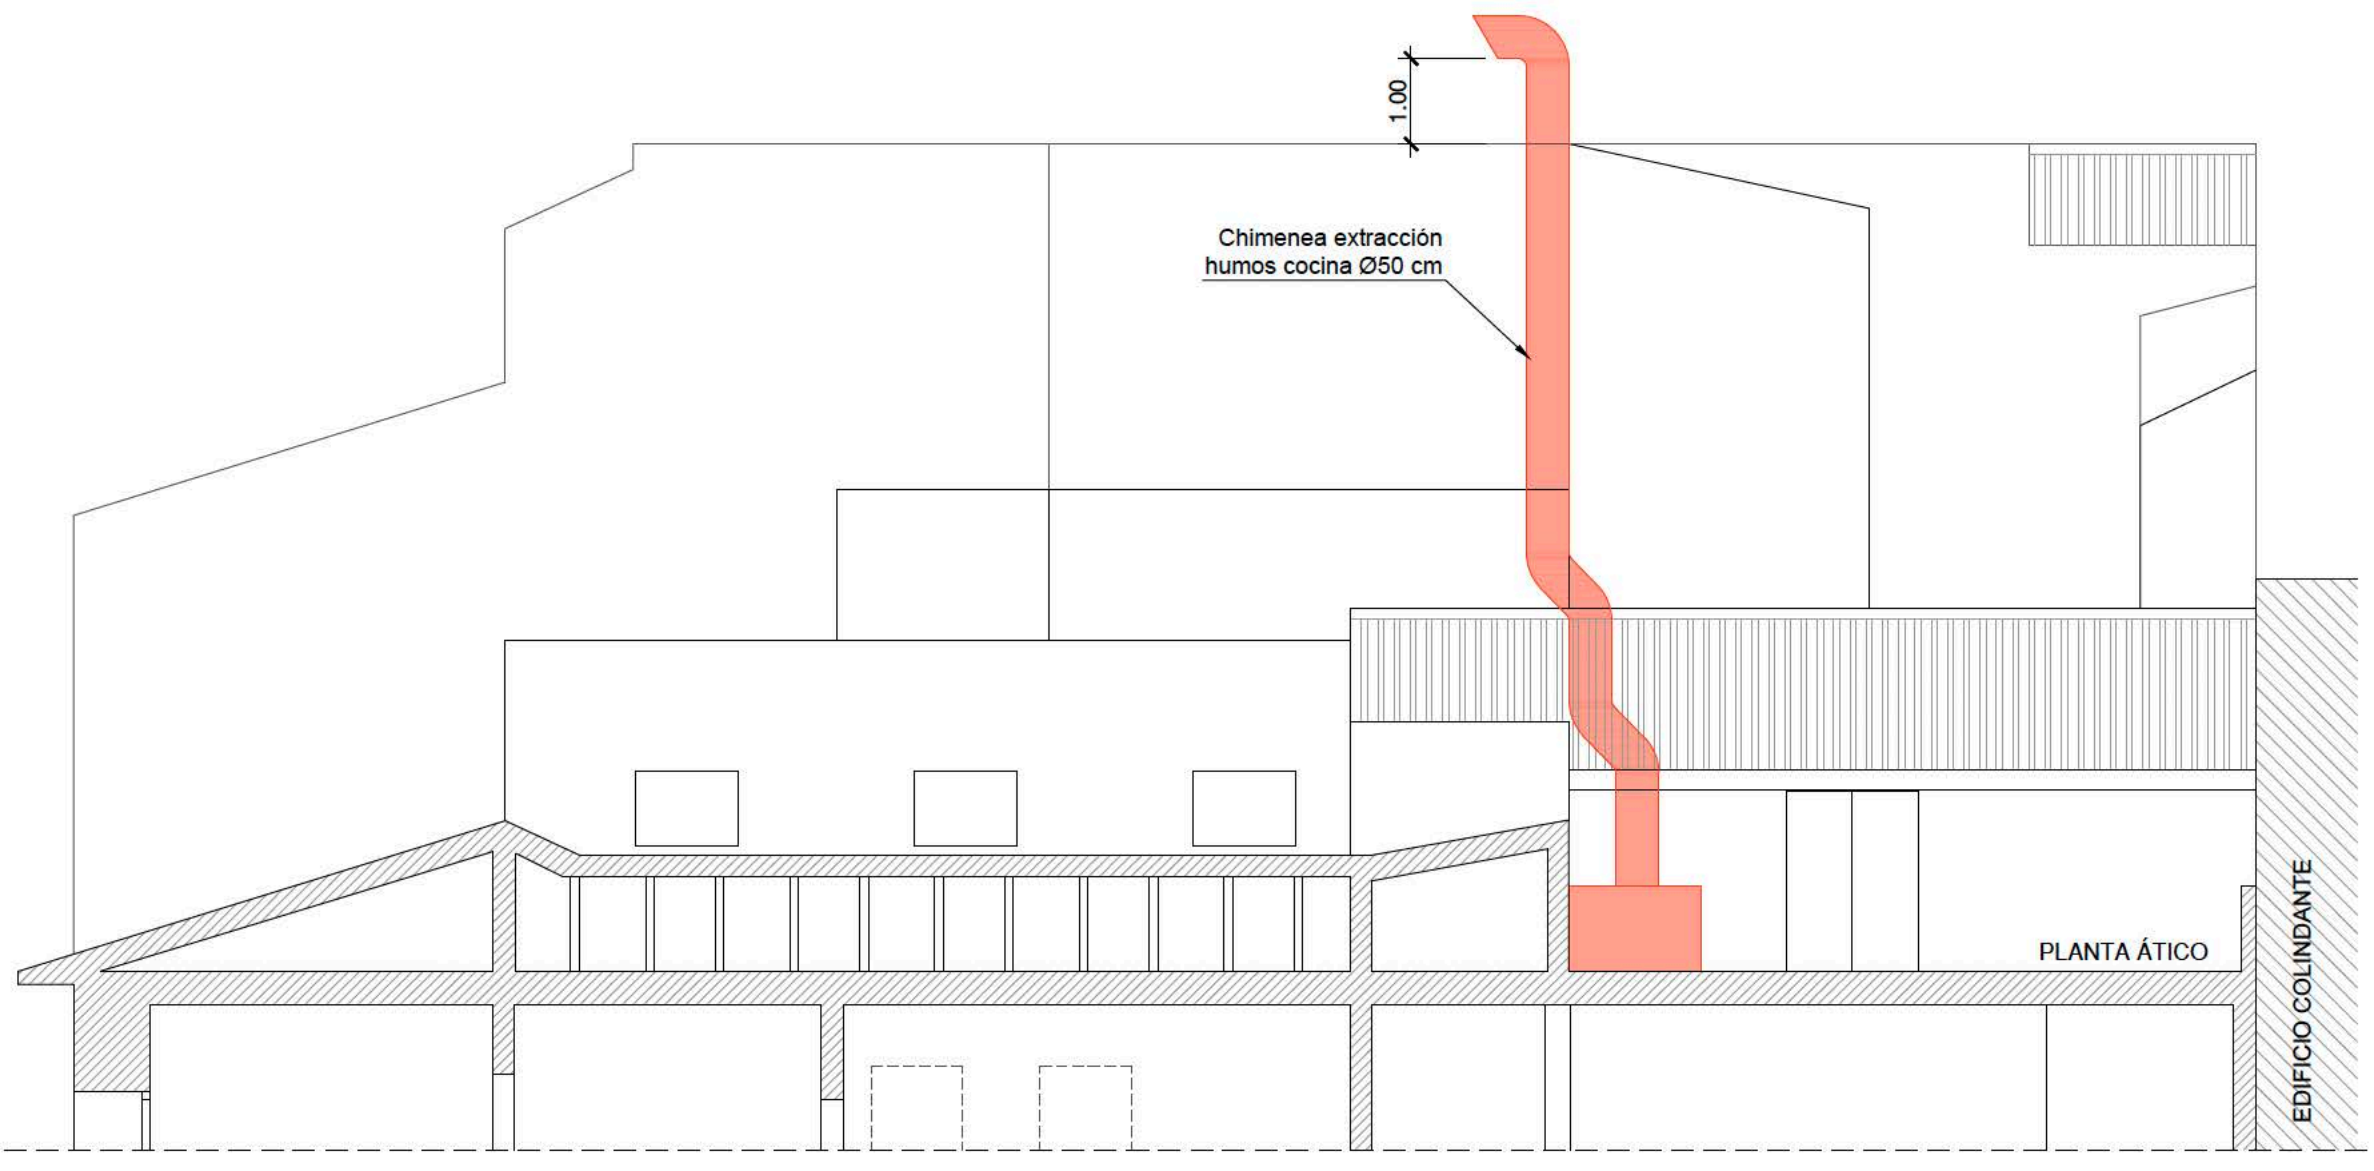 1.00
Chimenea extracción
humos cocina Ø50 cm
PLANTA ÁTICO
EDIFICIO COLINDANTE